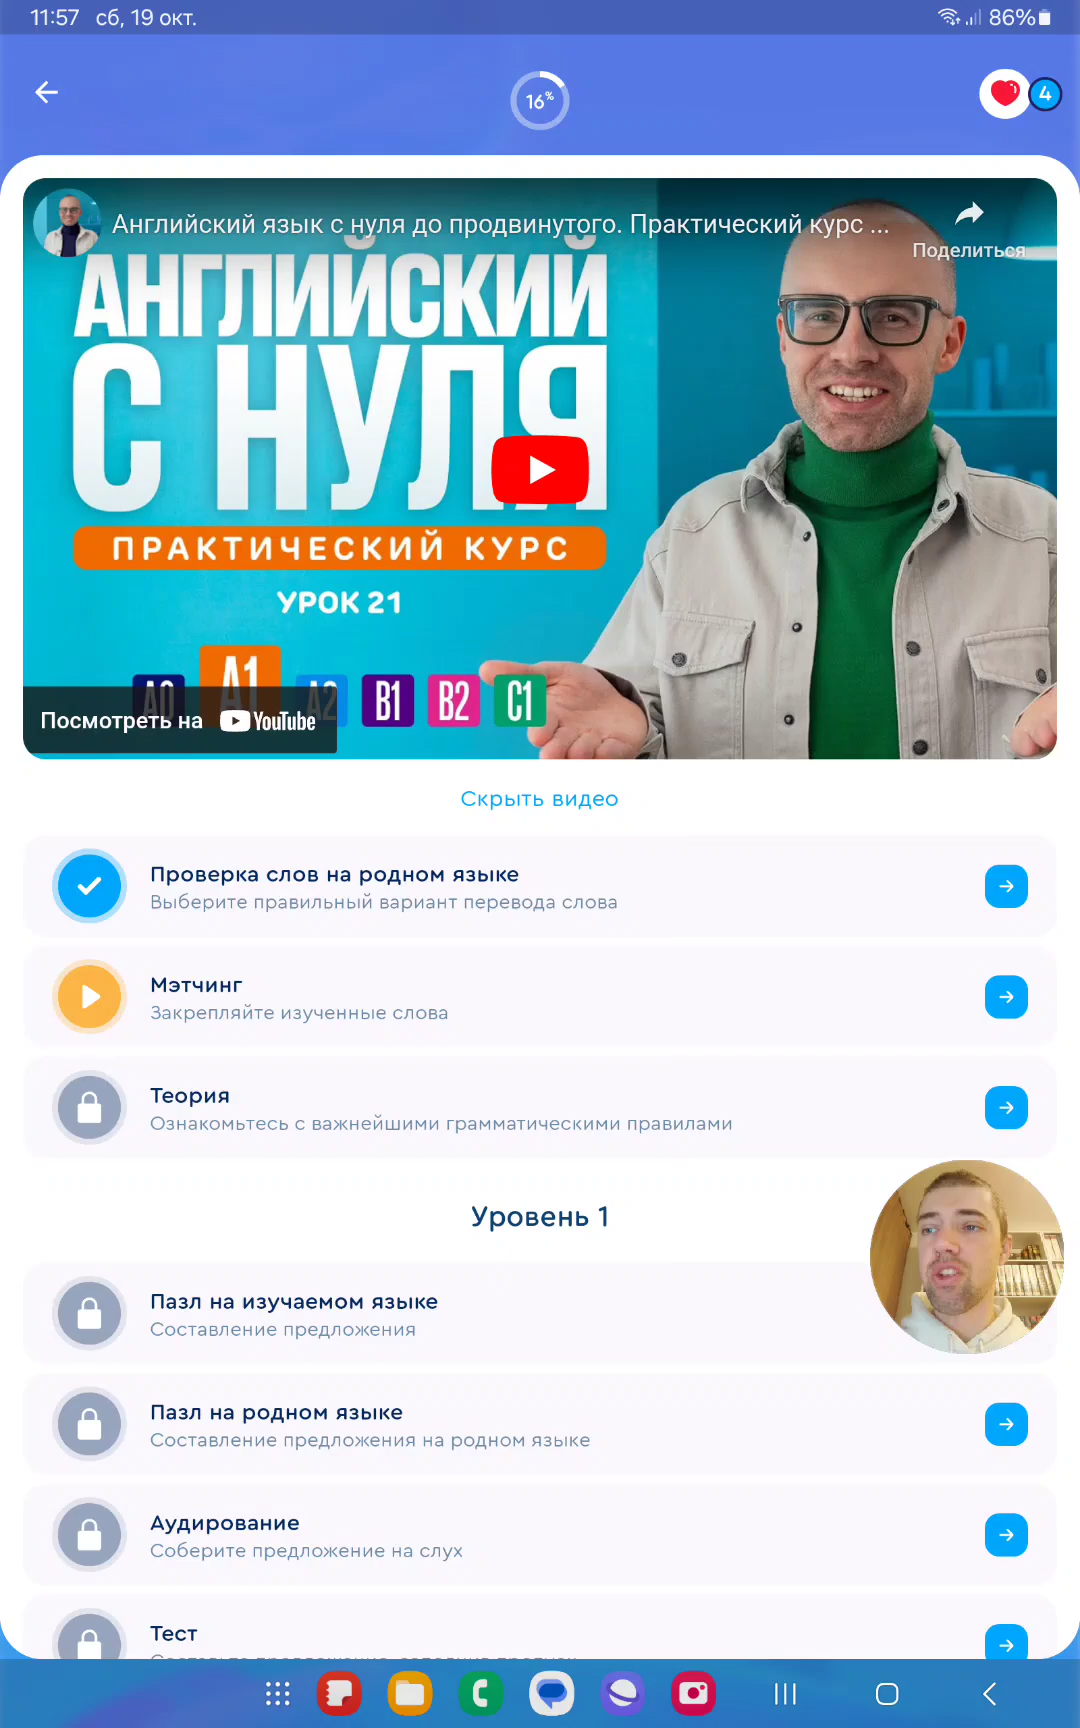 11:57 сб, 19 окт.
86%
16%
4
Английский язык с нуля до продвинутого. Практический курс ...
Поделиться
АНГЛИЙСКИЙ
С НУЛЯ
ПРАКТИЧЕСКИЙ КУРС
УРОК 21
A0 A1 A2 B1 B2 C1
Посмотреть на YouTube
Скрыть видео
Проверка слов на родном языке
Выберите правильный вариант перевода слова
Мэтчинг
Закрепляйте изученные слова
Теория
Ознакомьтесь с важнейшими грамматическими правилами
Уровень 1
Пазл на изучаемом языке
Составление предложения
Пазл на родном языке
Составление предложения на родном языке
Аудирование
Соберите предложение на слух
Тест